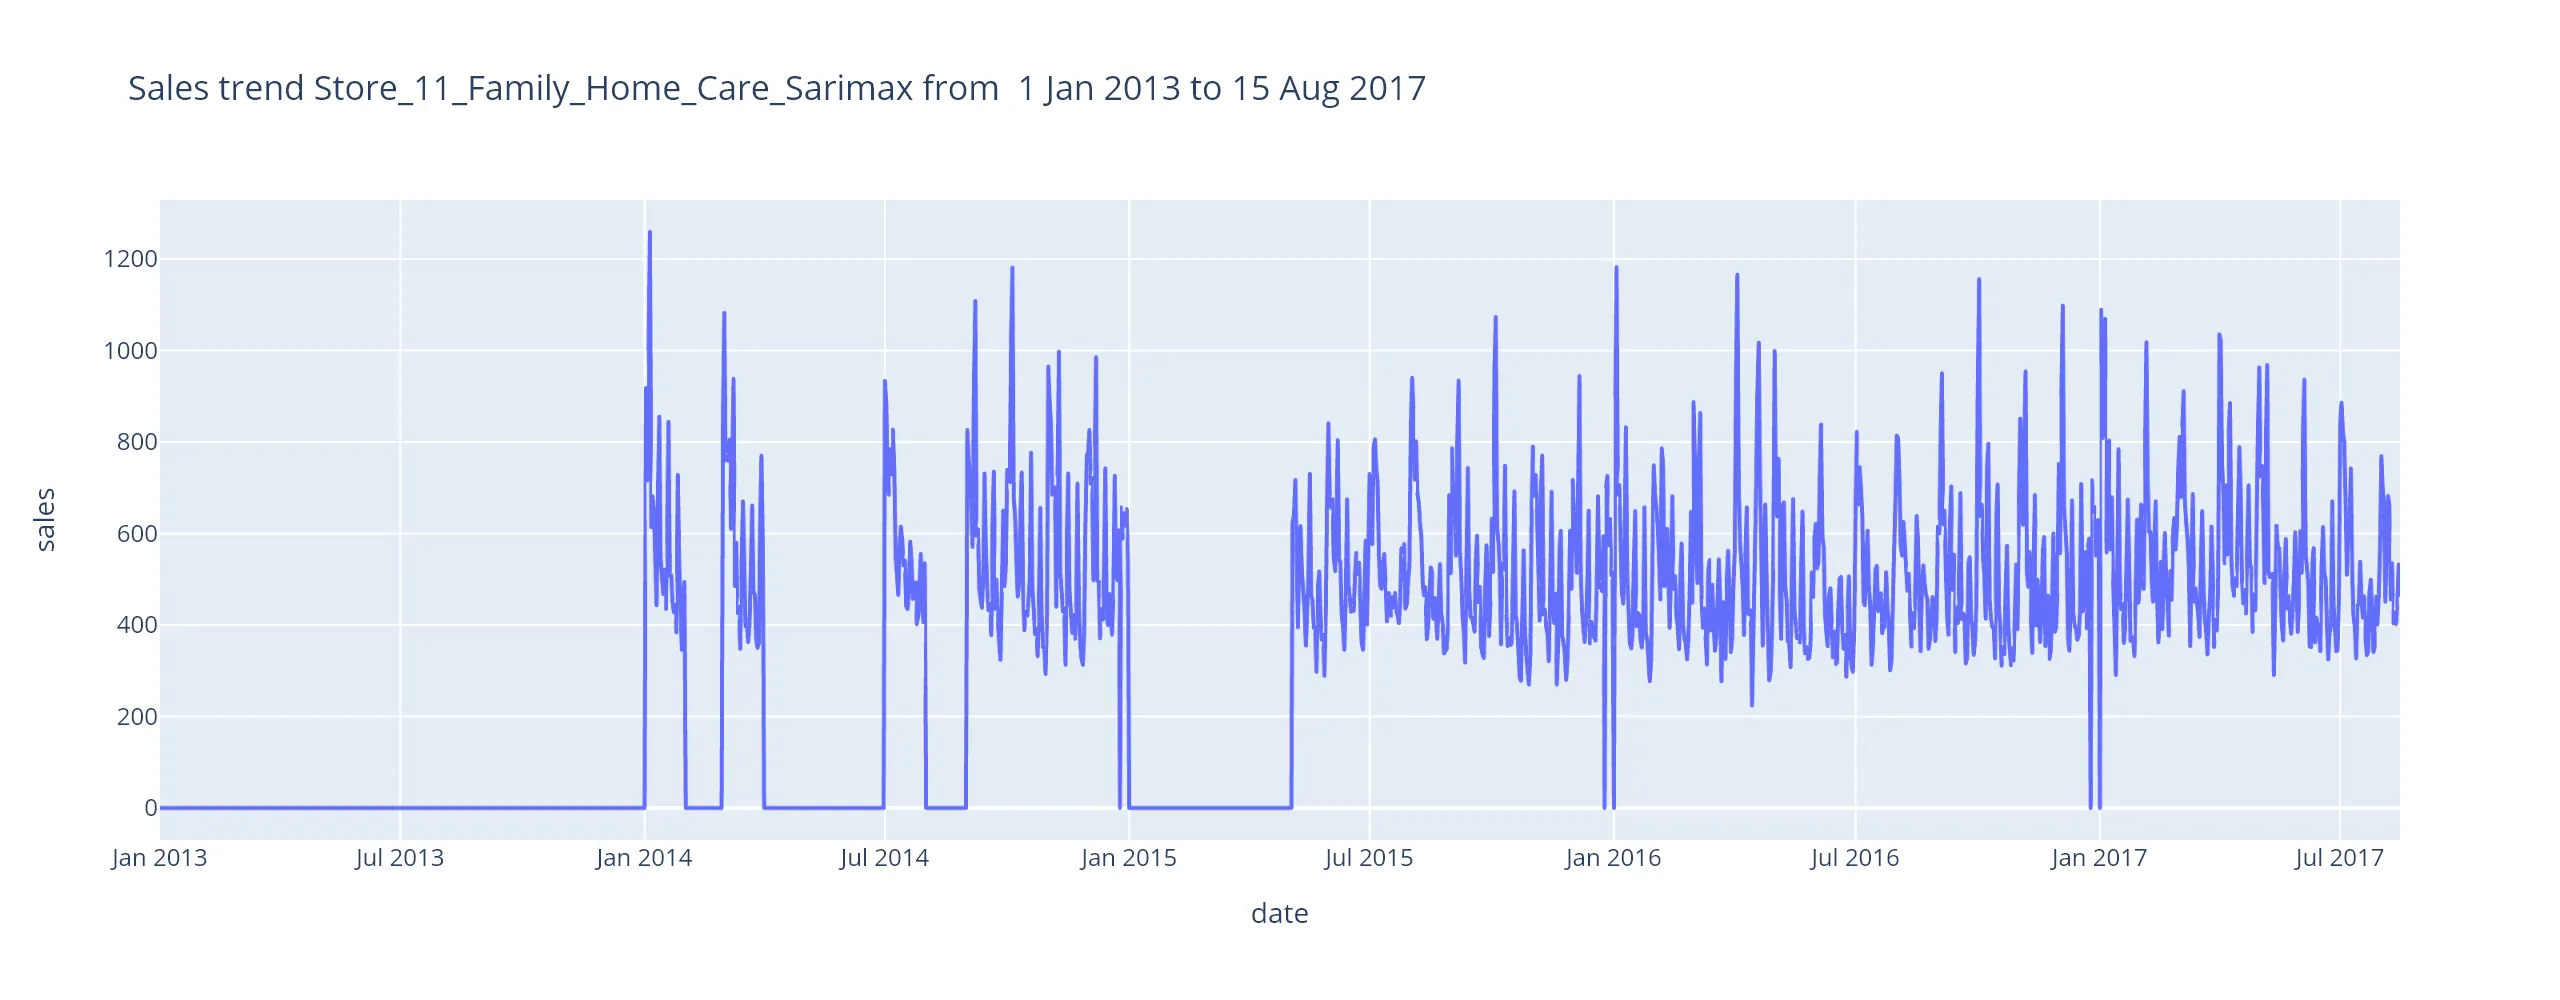 Sales trend Store_11_Family_Home_Care_Sarimax from  1 Jan 2013 to 15 Aug 2017
sales
1200
1000
800
600
400
200
0
Jan 2013 Jul 2013 Jan 2014 Jul 2014 Jan 2015 Jul 2015 Jan 2016 Jul 2016 Jan 2017 Jul 2017
date